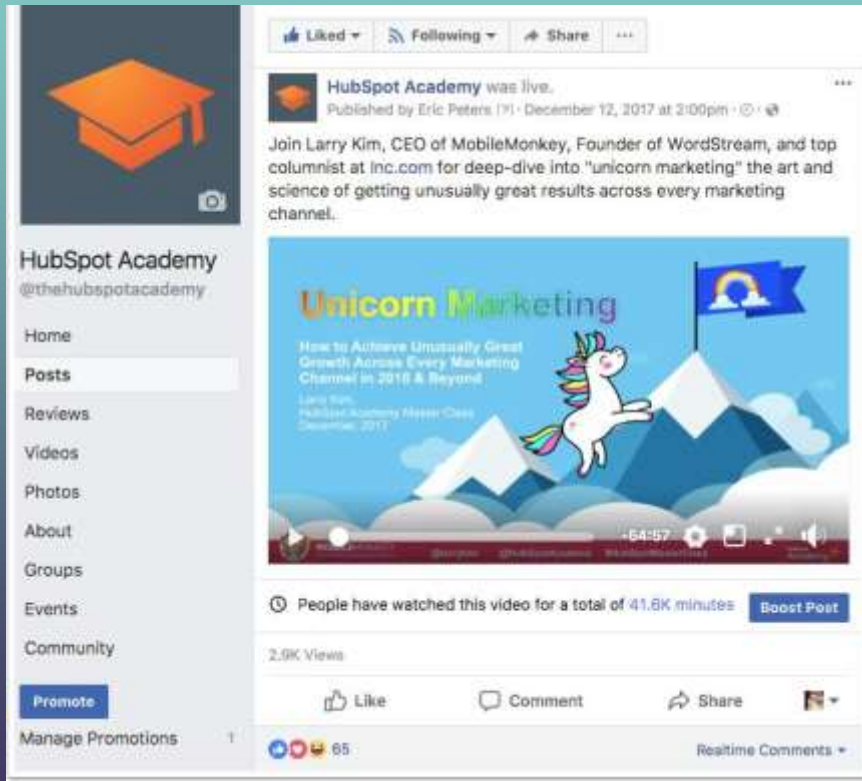 Liked
Following
Share
HubSpot Academy was live.
Published by Eric Peters [?] · December 12, 2017 at 2:00pm ·
Join Larry Kim, CEO of MobileMonkey, Founder of WordStream, and top
columnist at Inc.com for deep-dive into "unicorn marketing" the art and
science of getting unusually great results across every marketing
channel.
Unicorn Marketing
How to Achieve Unusually Great
Growth Across Every Marketing
Channel in 2018 & Beyond
Larry Kim,
HubSpot Academy Master Class
December, 2017
-54:57
People have watched this video for a total of 41.6K minutes
Boost Post
2.9K Views
Like
Comment
Share
65
Realtime Comments
HubSpot Academy
@thehubspotacademy
Home
Posts
Reviews
Videos
Photos
About
Groups
Events
Community
Promote
Manage Promotions 1